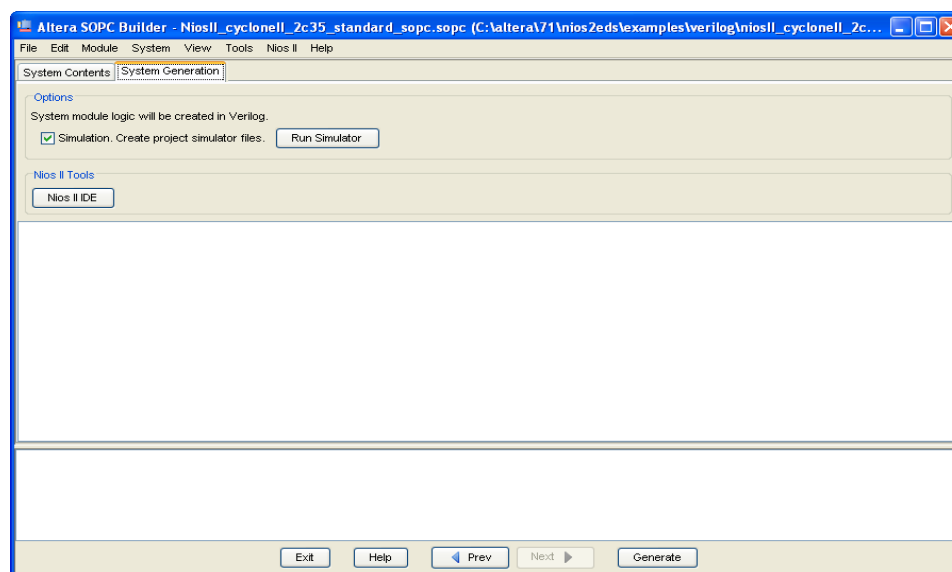 Altera SOPC Builder - NiosII_cycloneII_2c35_standard_sopc.sopc (C:\altera\71\nios2eds\examples\verilog\niosII_cycloneII_2c...
File Edit Module System View Tools Nios II Help
System Contents System Generation
Options
System module logic will be created in Verilog.
Simulation. Create project simulator files. Run Simulator
Nios II Tools
Nios II IDE
Exit Help Prev Next Generate